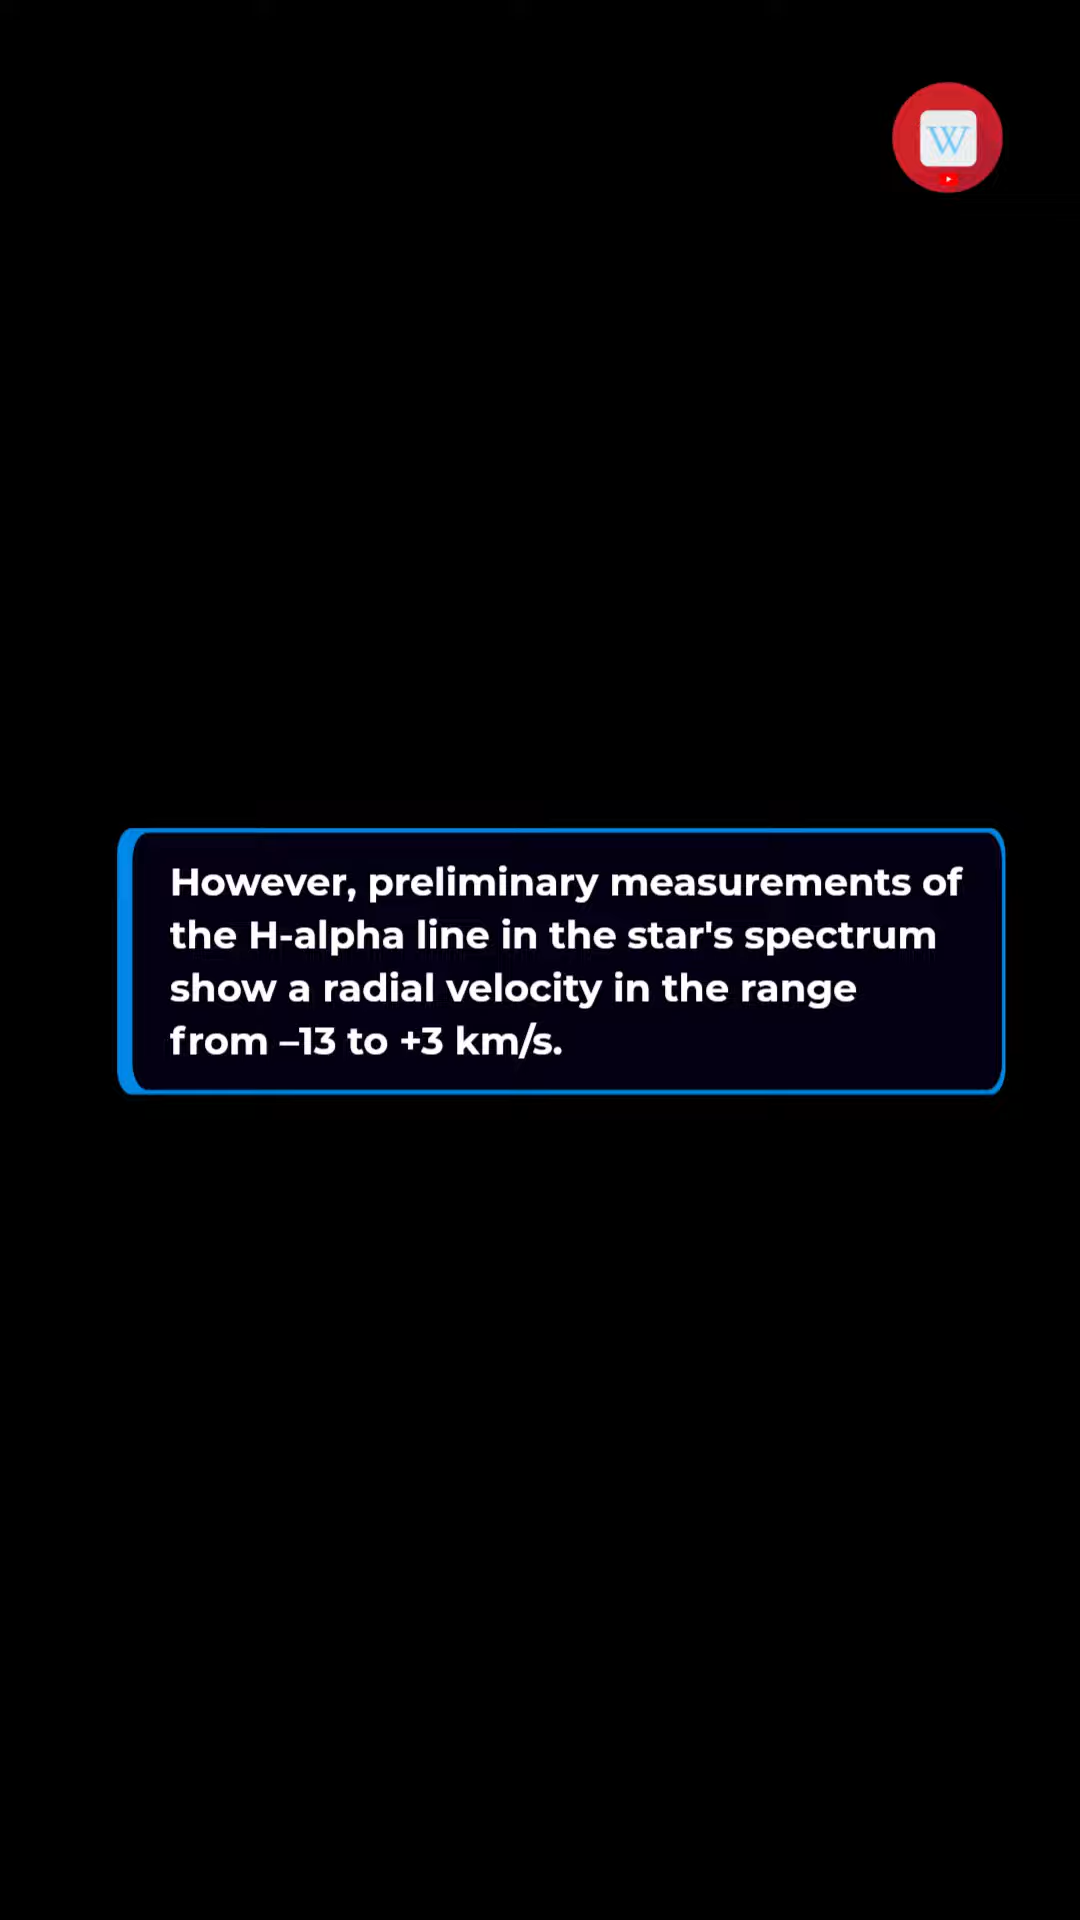 W
However, preliminary measurements of
the H-alpha line in the star's spectrum
show a radial velocity in the range
from –13 to +3 km/s.